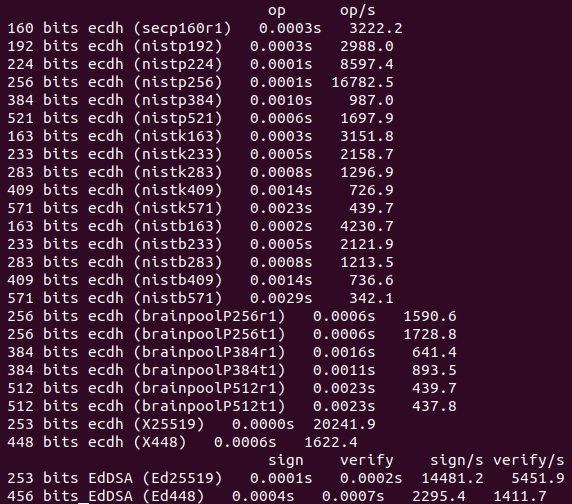 op op/s
160 bits ecdh (secp160r1) 0.0003s 3222.2
192 bits ecdh (nistp192) 0.0003s 2988.0
224 bits ecdh (nistp224) 0.0001s 8597.4
256 bits ecdh (nistp256) 0.0001s 16782.5
384 bits ecdh (nistp384) 0.0010s 987.0
521 bits ecdh (nistp521) 0.0006s 1697.9
163 bits ecdh (nistk163) 0.0003s 3151.8
233 bits ecdh (nistk233) 0.0005s 2158.7
283 bits ecdh (nistk283) 0.0008s 1296.9
409 bits ecdh (nistk409) 0.0014s 726.9
571 bits ecdh (nistk571) 0.0023s 439.7
163 bits ecdh (nistb163) 0.0002s 4230.7
233 bits ecdh (nistb233) 0.0005s 2121.9
283 bits ecdh (nistb283) 0.0008s 1213.5
409 bits ecdh (nistb409) 0.0014s 736.6
571 bits ecdh (nistb571) 0.0029s 342.1
256 bits ecdh (brainpoolP256r1) 0.0006s 1590.6
256 bits ecdh (brainpoolP256t1) 0.0006s 1728.8
384 bits ecdh (brainpoolP384r1) 0.0016s 641.4
384 bits ecdh (brainpoolP384t1) 0.0011s 893.5
512 bits ecdh (brainpoolP512r1) 0.0023s 439.7
512 bits ecdh (brainpoolP512t1) 0.0023s 437.8
253 bits ecdh (X25519) 0.0000s 20241.9
448 bits ecdh (X448) 0.0006s 1622.4
sign verify sign/s verify/s
253 bits EdDSA (Ed25519) 0.0001s 0.0002s 14481.2 5451.9
456 bits EdDSA (Ed448) 0.0004s 0.0007s 2295.4 1411.7